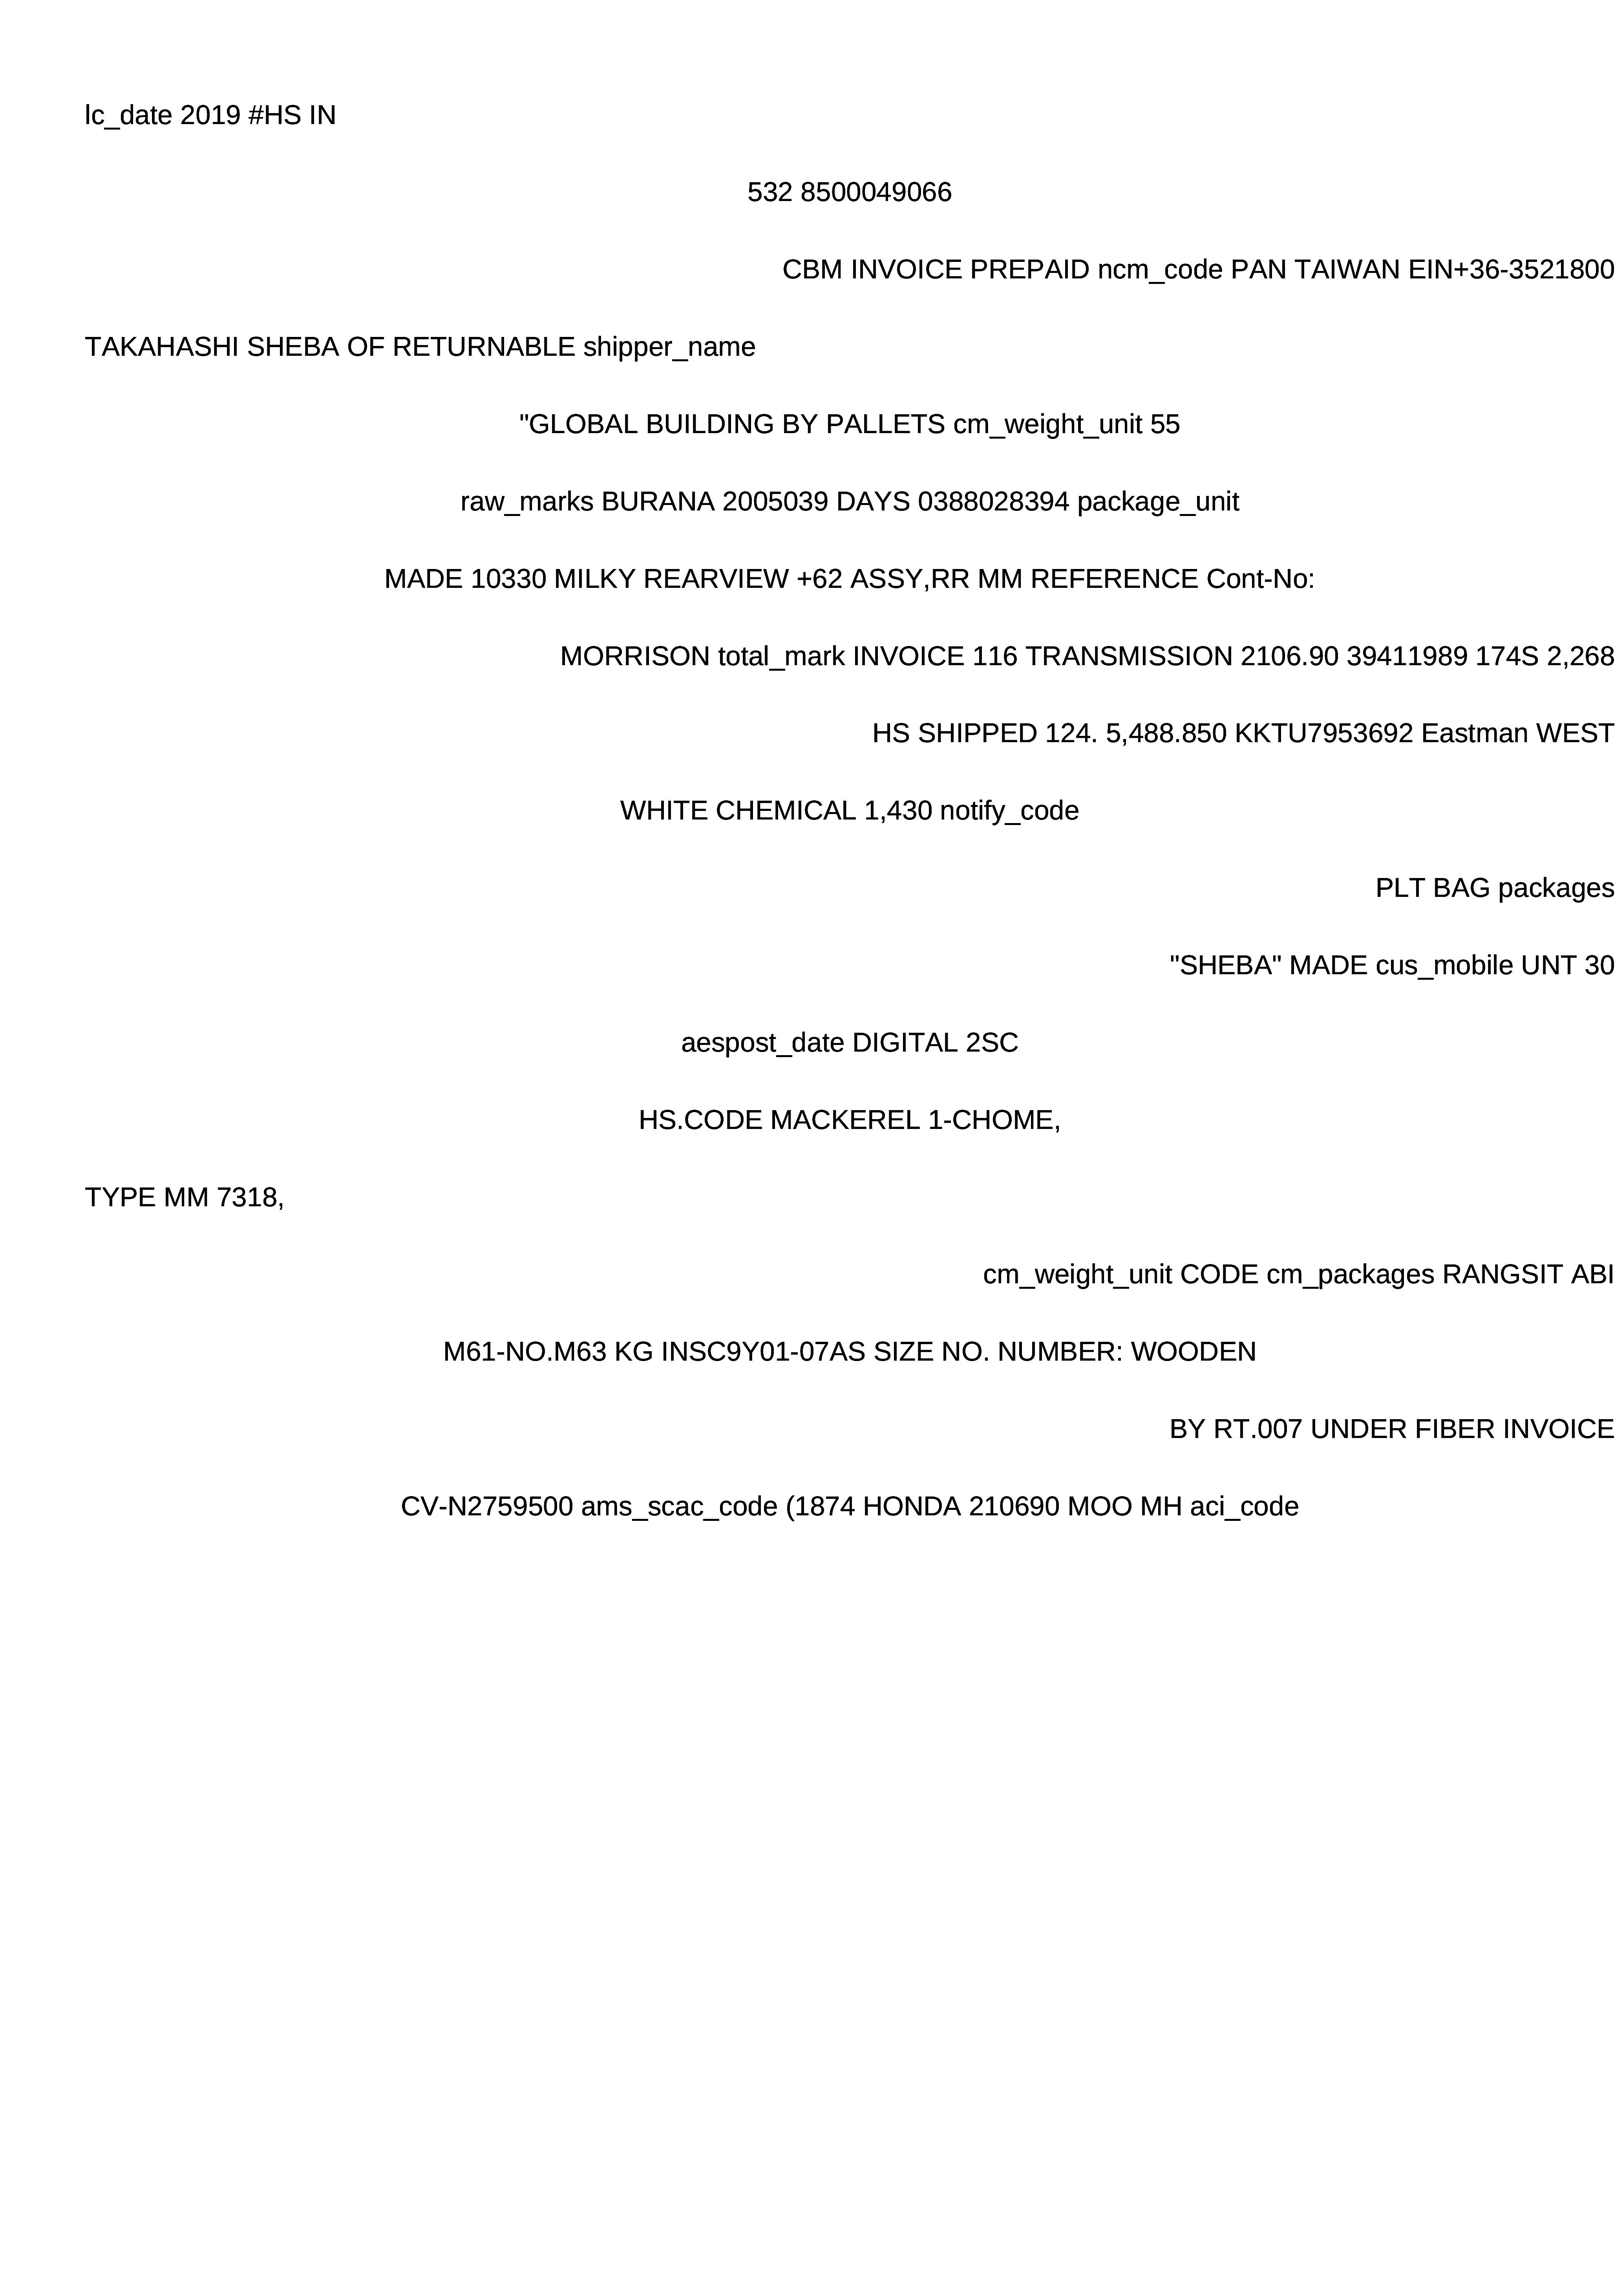 lc_date 2019 #HS IN
532 8500049066
CBM INVOICE PREPAID ncm_code PAN TAIWAN EIN+36-3521800
TAKAHASHI SHEBA OF RETURNABLE shipper_name
"GLOBAL BUILDING BY PALLETS cm_weight_unit 55
raw_marks BURANA 2005039 DAYS 0388028394 package_unit
MADE 10330 MILKY REARVIEW +62 ASSY,RR MM REFERENCE Cont-No:
MORRISON total_mark INVOICE 116 TRANSMISSION 2106.90 39411989 174S 2,268
HS SHIPPED 124. 5,488.850 KKTU7953692 Eastman WEST
WHITE CHEMICAL 1,430 notify_code
PLT BAG packages
"SHEBA" MADE cus_mobile UNT 30
aespost_date DIGITAL 2SC
HS.CODE MACKEREL 1-CHOME,
TYPE MM 7318,
cm_weight_unit CODE cm_packages RANGSIT ABI
M61-NO.M63 KG INSC9Y01-07AS SIZE NO. NUMBER: WOODEN
BY RT.007 UNDER FIBER INVOICE
CV-N2759500 ams_scac_code (1874 HONDA 210690 MOO MH aci_code